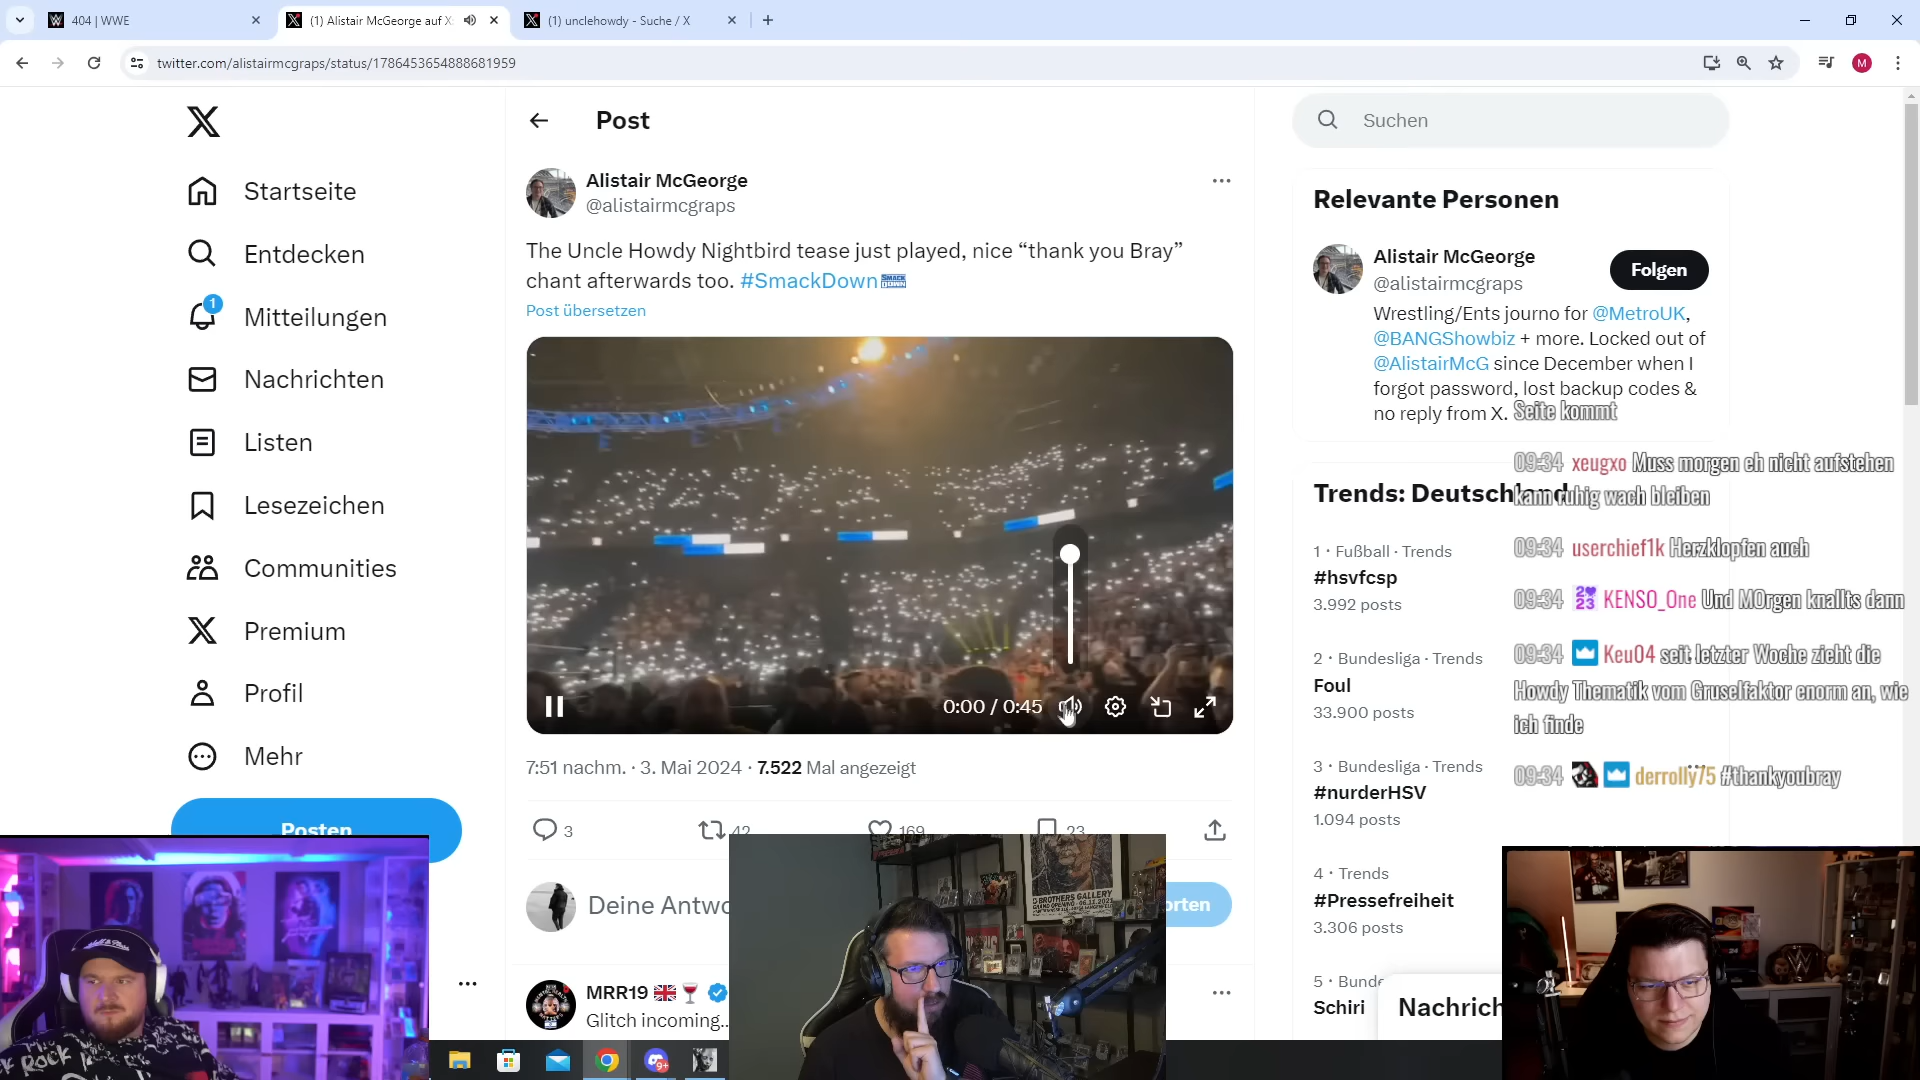 404 | WWE
(1) Alistair McGeorge auf X
(1) unclehowdy - Suche / X
twitter.com/alistairmcgraps/status/1786453654888681959
M
Startseite
Entdecken
1
Mitteilungen
Nachrichten
Listen
Lesezeichen
Communities
Premium
Profil
Mehr
Posten
Post
Alistair McGeorge
@alistairmcgraps
The Uncle Howdy Nightbird tease just played, nice “thank you Bray”
chant afterwards too. #SmackDown
Post übersetzen
0:00 / 0:45
7:51 nachm. · 3. Mai 2024 · 7.522 Mal angezeigt
3
42
169
23
Deine Antwo
orten
MRR19
Glitch incoming..
Suchen
Relevante Personen
Alistair McGeorge
@alistairmcgraps
Folgen
Wrestling/Ents journo for @MetroUK,
@BANGShowbiz + more. Locked out of
@AlistairMcG since December when I
forgot password, lost backup codes &
no reply from X.
Seite kommt
09:34 xeugxo Muss morgen eh nicht aufstehen
kann ruhig wach bleiben
09:34 userchief1k Herzklopfen auch
09:34 KENSO_One Und MOrgen knallts dann
09:34 Keu04 seit letzter Woche zieht die
Howdy Thematik vom Gruselfaktor enorm an, wie
ich finde
09:34 derrolly75 #thankyoubray
Trends: Deutschland
1 · Fußball · Trends
#hsvfcsp
3.992 posts
2 · Bundesliga · Trends
Foul
33.900 posts
3 · Bundesliga · Trends
#nurderHSV
1.094 posts
4 · Trends
#Pressefreiheit
3.306 posts
5 · Bunde
Schiri
Nachrich
9+